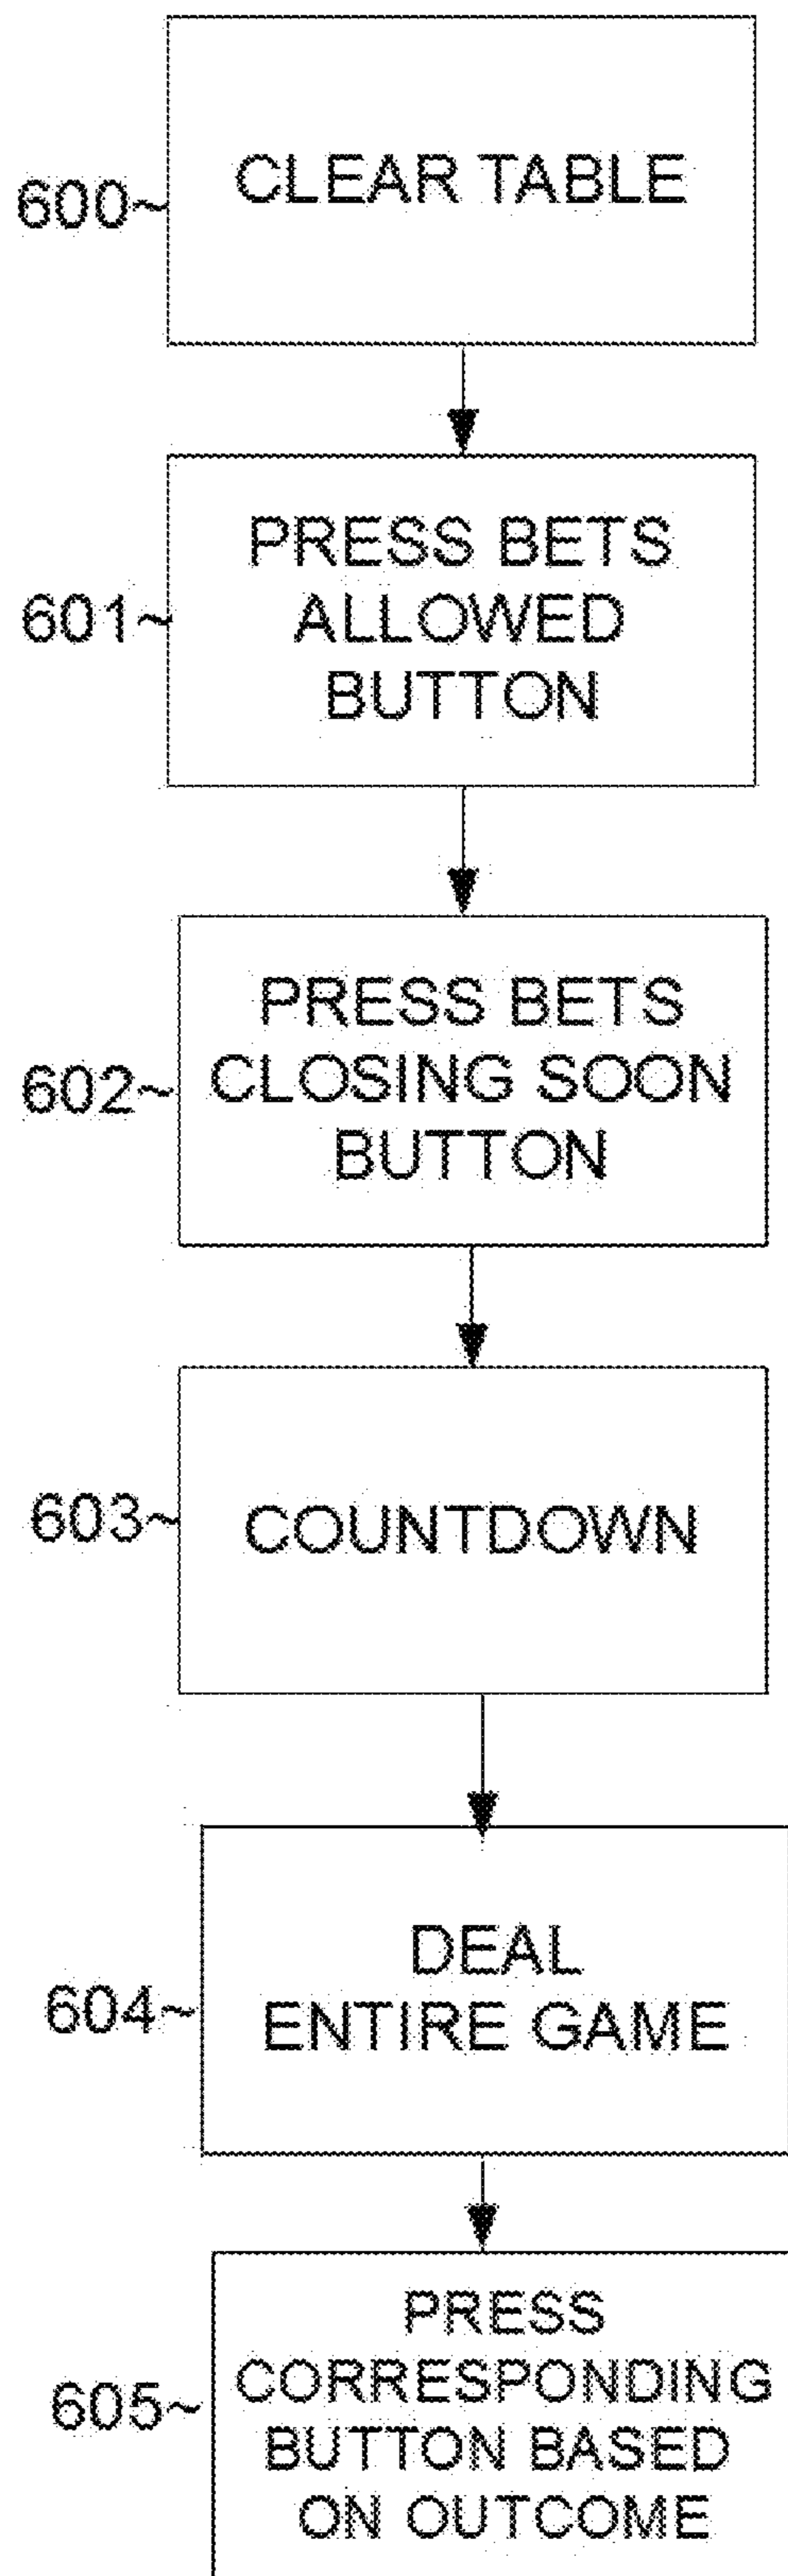 CLEAR TABLE
600~
PRESS BETS
ALLOWED
BUTTON
601~
PRESS BETS
CLOSING SOON
BUTTON
602~
COUNTDOWN
603~
DEAL
ENTIRE GAME
604~
PRESS
CORRESPONDING
BUTTON BASED
ON OUTCOME
605~